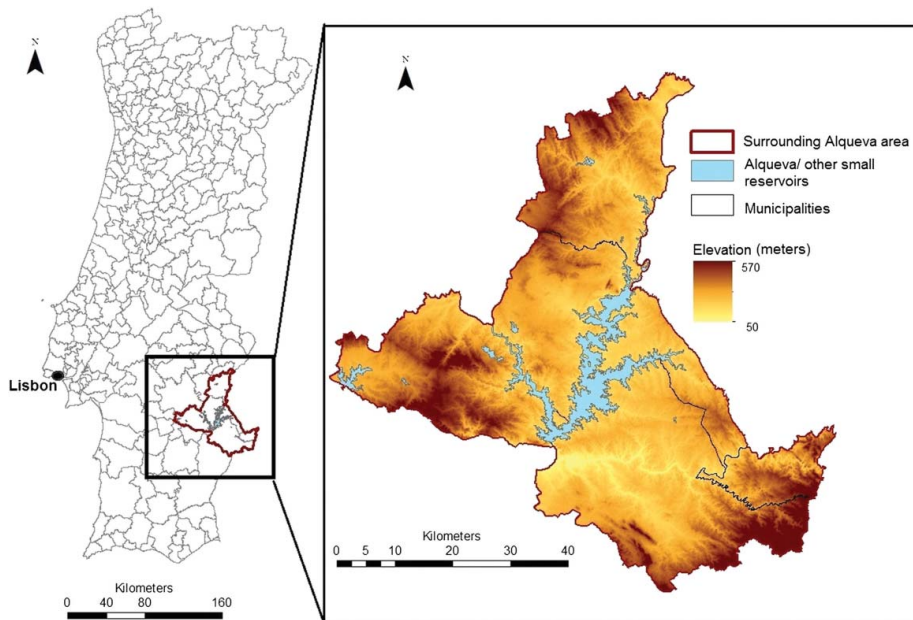 N
Lisbon
Kilometers
0 40 80 160
N
Surrounding Alqueva area
Alqueva/ other small
reservoirs
Municipalities
Elevation (meters)
570
50
Kilometers
0 5 10 20 30 40